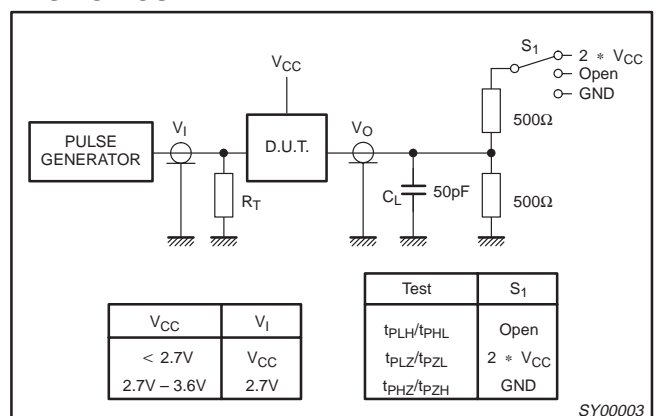 S1
2 * VCC
Open
GND
VCC
500Ω
PULSE
GENERATOR
VI
D.U.T.
VO
RT
CL
50pF
500Ω
VCC VI
< 2.7V VCC
2.7V – 3.6V 2.7V
Test S1
tPLH/tPHL Open
tPLZ/tPZL 2 * VCC
tPHZ/tPZH GND
SY00003